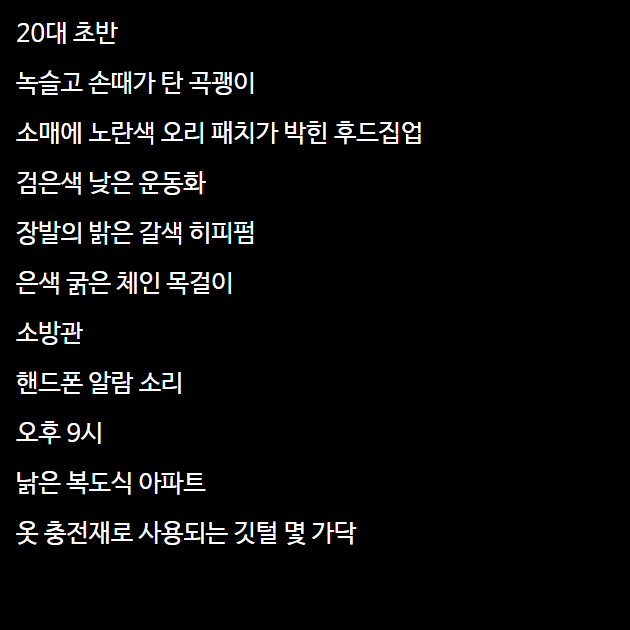 20대 초반
녹슬고 손때가 탄 곡괭이
소매에 노란색 오리 패치가 박힌 후드집업
검은색 낮은 운동화
장발의 밝은 갈색 히피펌
은색 굵은 체인 목걸이
소방관
핸드폰 알람 소리
오후 9시
낡은 복도식 아파트
옷 충전재로 사용되는 깃털 몇 가닥